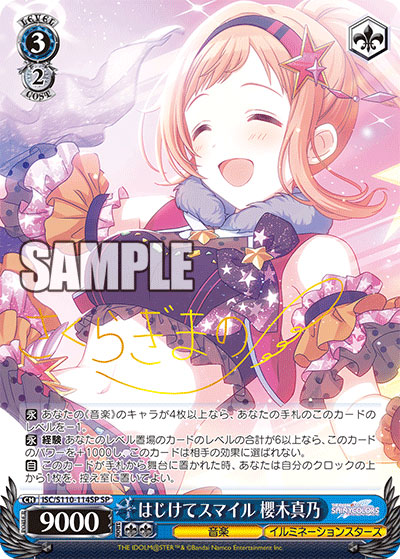 LEVEL
3
2
COST
SAMPLE
さくらぎまの
永 あなたの《音楽》のキャラが4枚以上なら、あなたの手札のこのカードの
レベルを-1。
永 経験 あなたのレベル置場のカードのレベルの合計が6以上なら、このカード
のパワーを+1000し、このカードは相手の効果に選ばれない。
自 このカードが手札から舞台に置かれた時、あなたは自分のクロックの上
から1枚を、控え室に置いてよい。
CH ISC/S110-114SP SP
POWER
9000
はじけてスマイル 櫻木真乃
SHINYCOLORS
音楽
イルミネーションスターズ
THE IDOLM@STER™& ©Bandai Namco Entertainment Inc.